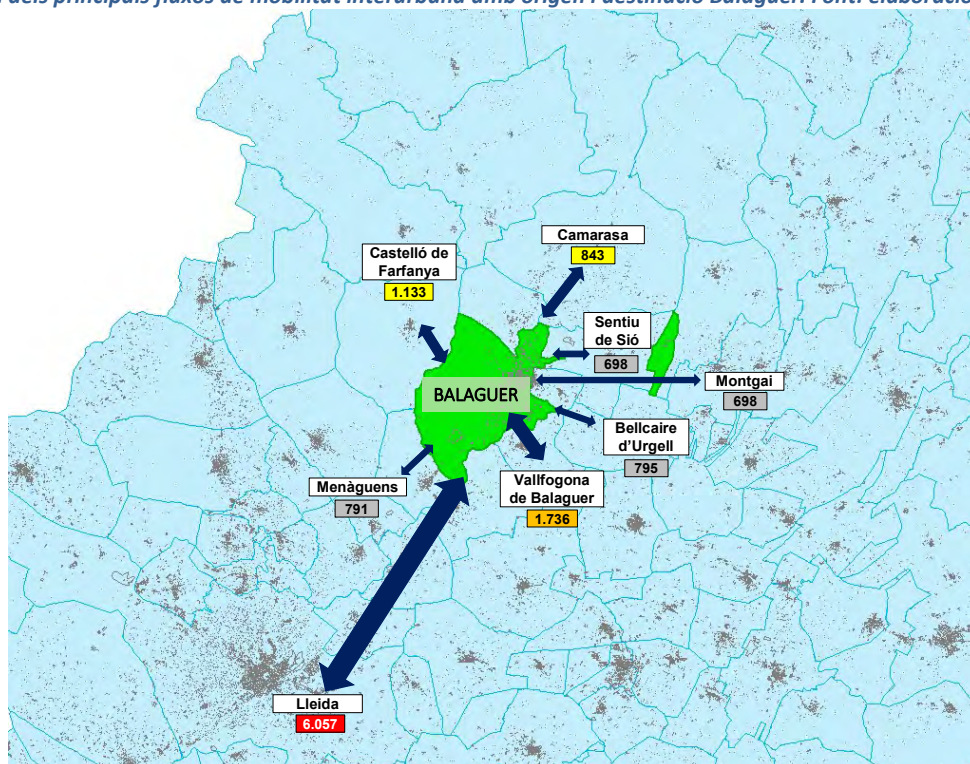 dels principals fluxos de mobilitat interurbana amb origen i destinació Balaguer. Font: elaboració
Camarasa
843
Castelló de
Farfanya
1.133
Sentiu
de Sió
698
Montgai
698
BALAGUER
Bellcaire
d'Urgell
795
Vallfogona
de Balaguer
1.736
Menàguens
791
Lleida
6.057